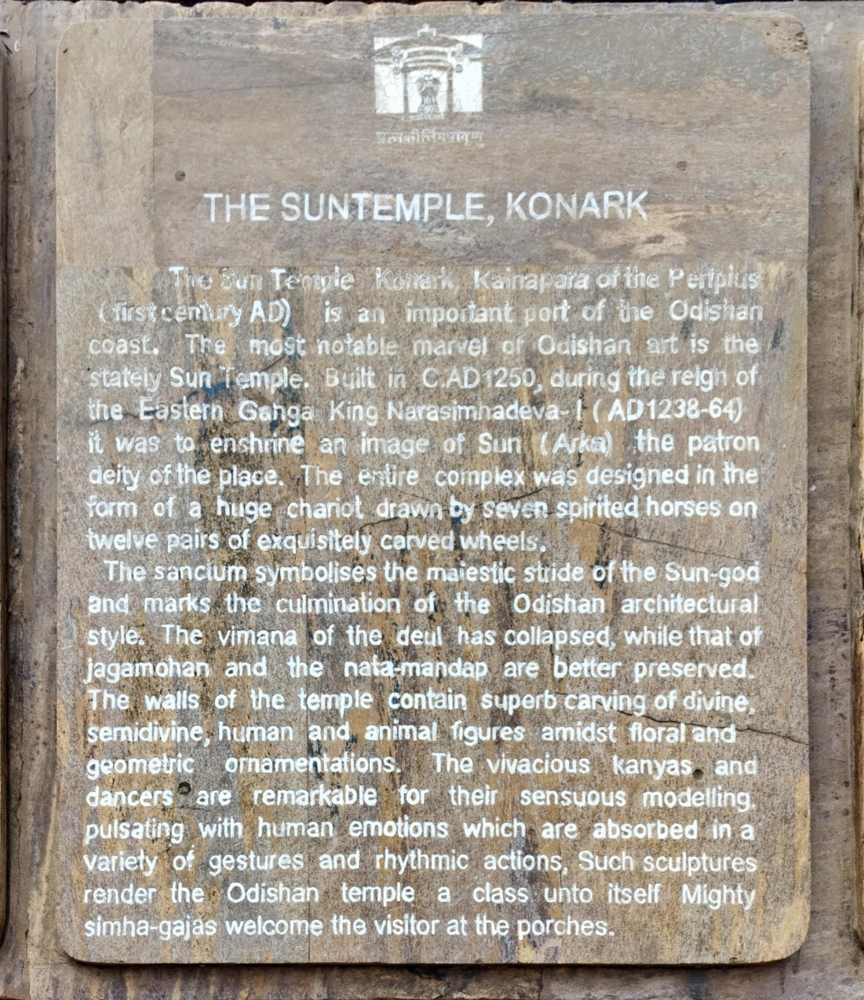 प्रत्नकीर्तिमपावृणु
THE SUNTEMPLE, KONARK
The Sun Temple Konark, Kainapara of the Periplus
(first century AD) is an important port of the Odishan
coast. The most notable marvel of Odishan art is the
stately Sun Temple. Built in C.AD1250, during the reign of
the Eastern Ganga King Narasimhadeva-I (AD1238-64)
it was to enshrine an image of Sun (Arka) the patron
deity of the place. The entire complex was designed in the
form of a huge chariot drawn by seven spirited horses on
twelve pairs of exquisitely carved wheels.
The sanctum symbolises the majestic stride of the Sun-god
and marks the culmination of the Odishan architectural
style. The vimana of the deul has collapsed, while that of
jagamohan and the nata-mandap are better preserved.
The walls of the temple contain superb carving of divine,
semidivine, human and animal figures amidst floral and
geometric ornamentations. The vivacious kanyas and
dancers are remarkable for their sensuous modelling,
pulsating with human emotions which are absorbed in a
variety of gestures and rhythmic actions, Such sculptures
render the Odishan temple a class unto itself Mighty
simha-gajas welcome the visitor at the porches.